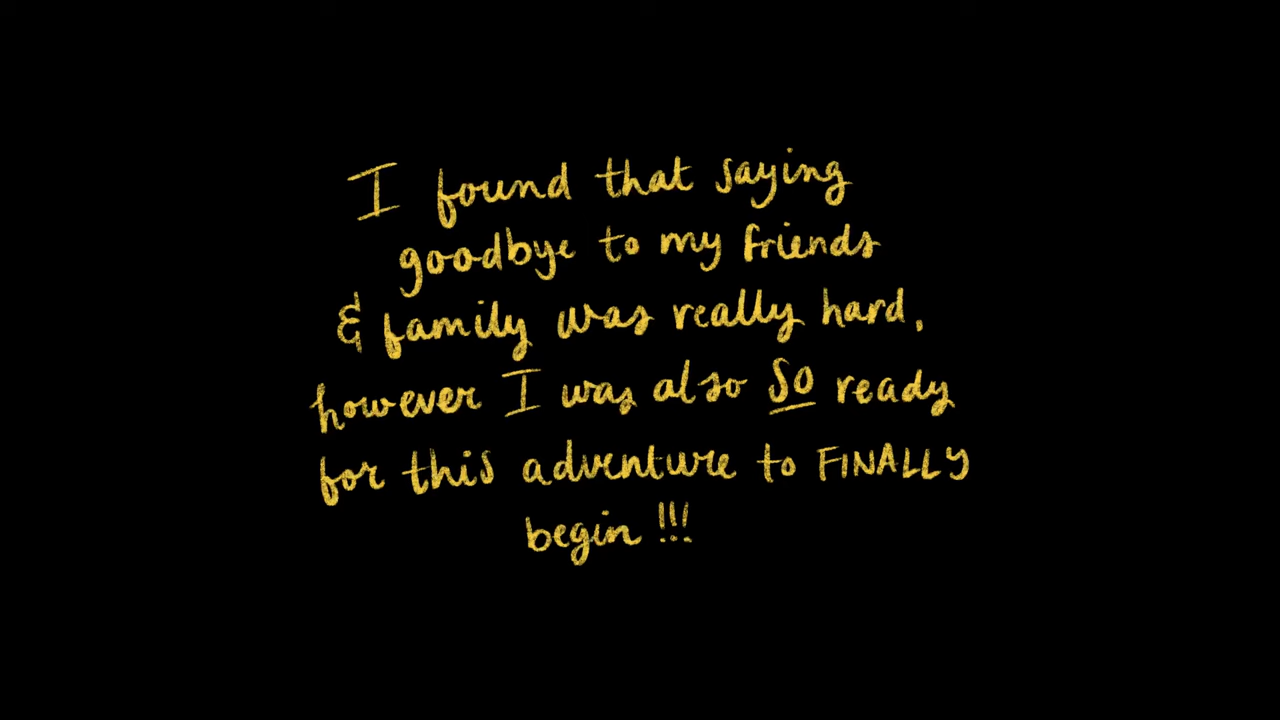 I found that saying
goodbye to my friends
& family was really hard,
however I was also SO ready
for this adventure to FINALLY
begin !!!